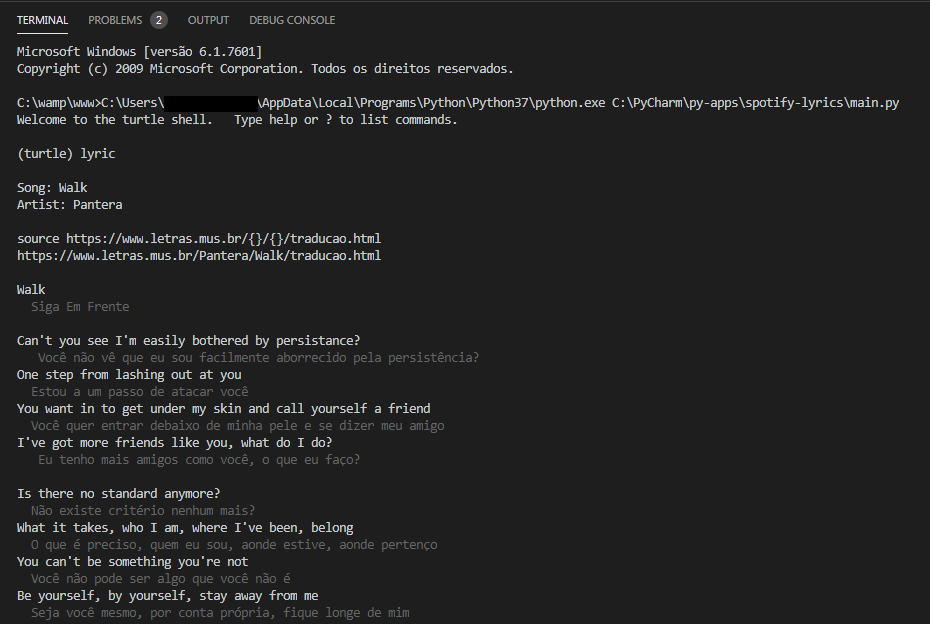 TERMINAL PROBLEMS 2 OUTPUT DEBUG CONSOLE
Microsoft Windows [versão 6.1.7601]
Copyright (c) 2009 Microsoft Corporation. Todos os direitos reservados.
C:\wamp\www>C:\Users\ \AppData\Local\Programs\Python\Python37\python.exe C:\PyCharm\py-apps\spotify-lyrics\main.py
Welcome to the turtle shell. Type help or ? to list commands.
(turtle) lyric
Song: Walk
Artist: Pantera
source https://www.letras.mus.br/{}/{}/traducao.html
https://www.letras.mus.br/Pantera/Walk/traducao.html
Walk
Siga Em Frente
Can't you see I'm easily bothered by persistance?
Você não vê que eu sou facilmente aborrecido pela persistência?
One step from lashing out at you
Estou a um passo de atacar você
You want in to get under my skin and call yourself a friend
Você quer entrar debaixo de minha pele e se dizer meu amigo
I've got more friends like you, what do I do?
Eu tenho mais amigos como você, o que eu faço?
Is there no standard anymore?
Não existe critério nenhum mais?
What it takes, who I am, where I've been, belong
O que é preciso, quem eu sou, aonde estive, aonde pertenço
You can't be something you're not
Você não pode ser algo que você não é
Be yourself, by yourself, stay away from me
Seja você mesmo, por conta própria, fique longe de mim